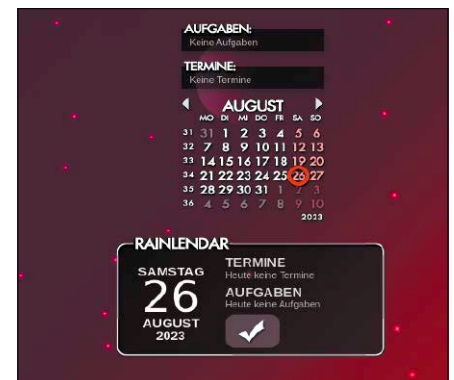 AUFGABEN:
Keine Aufgaben
TERMINE:
Keine Termine
AUGUST
MO DI MI DO FR SA SO
31 31 1 2 3 4 5 6
32 7 8 9 10 11 12 13
33 14 15 16 17 18 19 20
34 21 22 23 24 25 26 27
35 28 29 30 31 1 2 3
36 4 5 6 7 8 9 10
2023
RAINLENDAR
SAMSTAG
26
AUGUST
2023
TERMINE
Heute keine Termine
AUFGABEN
Heute keine Aufgaben